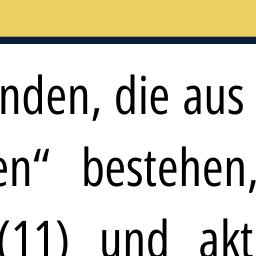 nden, die aus
en“ bestehen,
(11) und akt